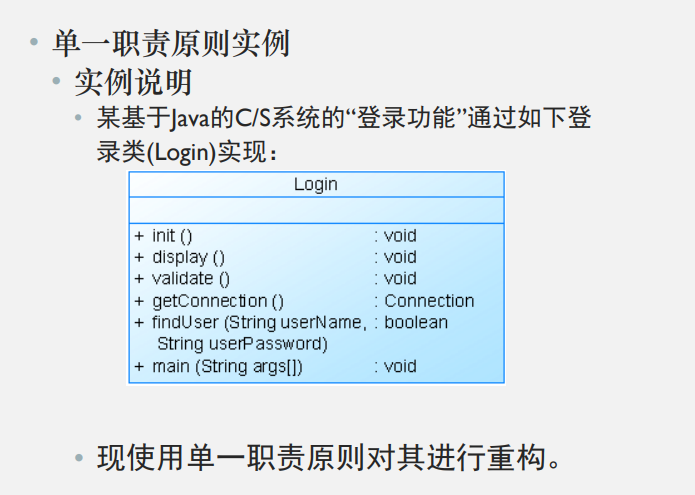 • 单一职责原则实例
• 实例说明
• 某基于Java的C/S系统的“登录功能”通过如下登
录类(Login)实现：
Login
+ init () : void
+ display () : void
+ validate () : void
+ getConnection () : Connection
+ findUser (String userName, : boolean
String userPassword)
+ main (String args[]) : void
• 现使用单一职责原则对其进行重构。